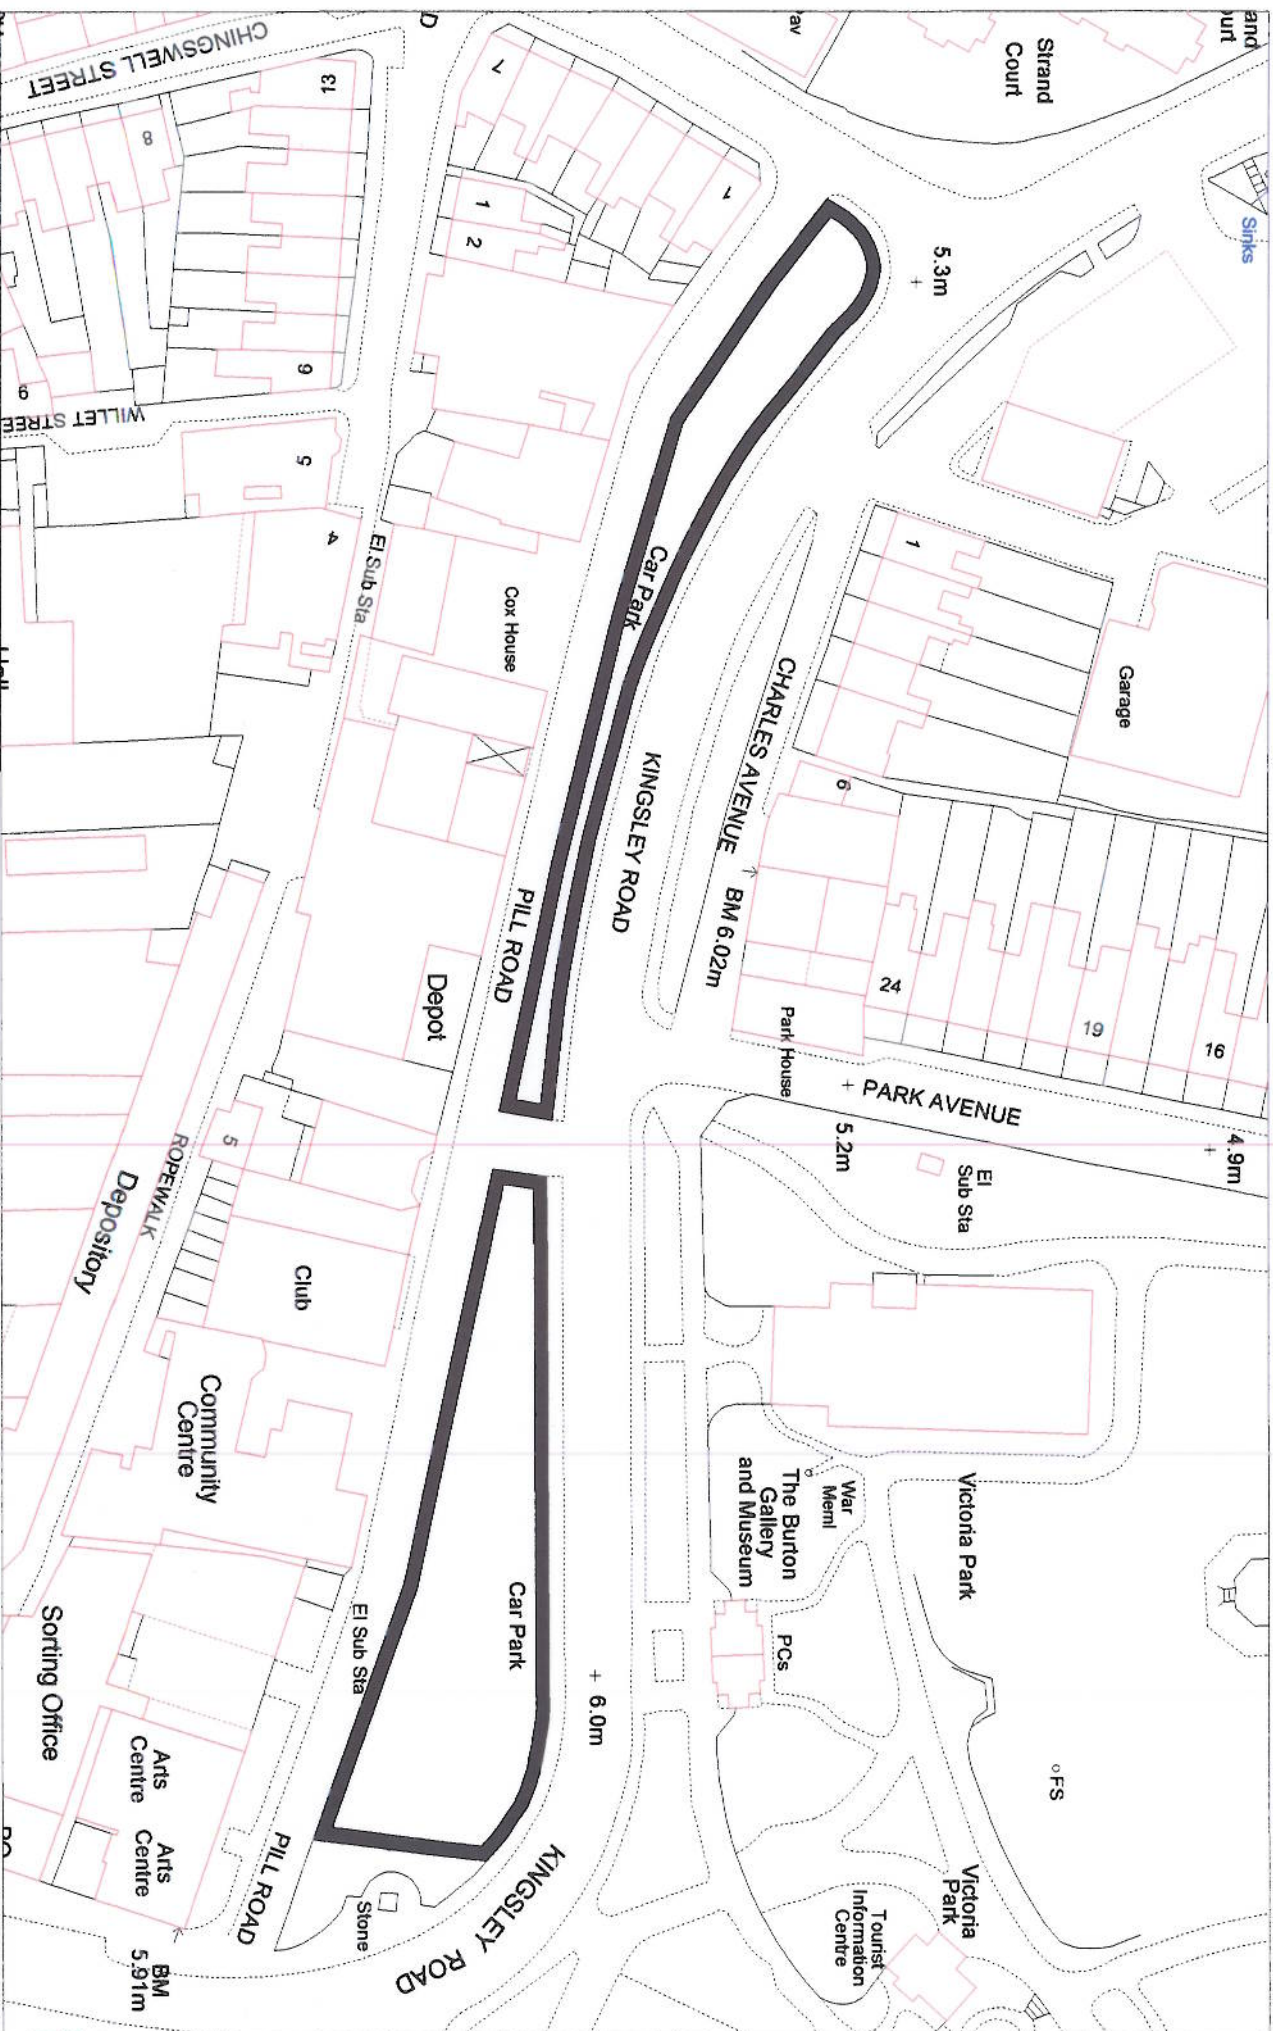 CHINGSWELL STREET
13
8
9
9
WILLET STREE
5
4
7
1
2
1
El Sub Sta
Cox House
Strand
Court
Sinks
5.3m
Car Park
PILL ROAD
KINGSLEY ROAD
CHARLES AVENUE
BM 6.02m
1
6
Garage
24
19
16
Park House
PARK AVENUE
5.2m
4.9m
El
Sub Sta
Depot
5
ROPEWALK
Depository
Club
Community
Centre
Sorting Office
Arts
Centre
Arts
Centre
El Sub Sta
Car Park
PILL ROAD
BM
5.91m
Stone
KINGSLEY ROAD
6.0m
The Burton
Gallery
and Museum
War
Meml
PCs
Victoria Park
FS
Victoria
Park
Tourist
Information
Centre